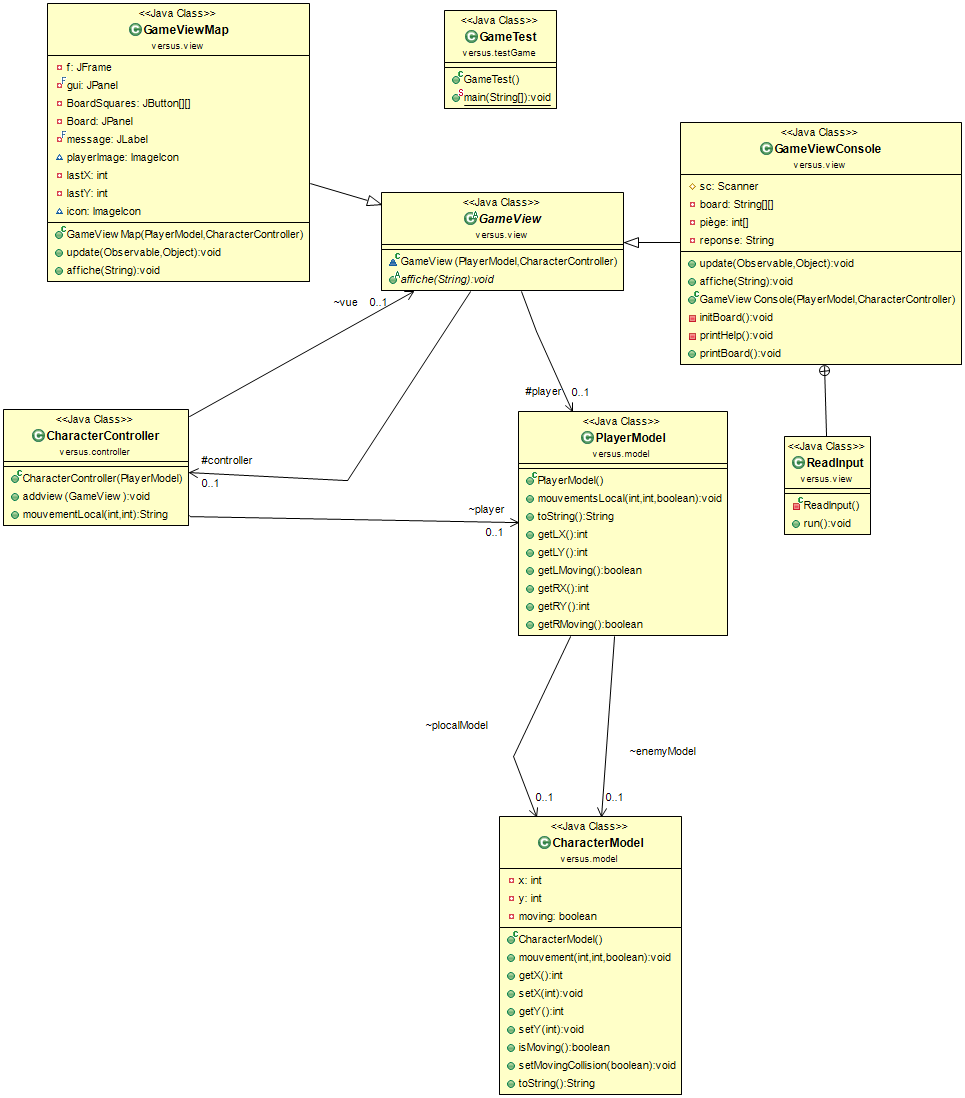 <<Java Class>>
GameViewMap
versus.view
f: JFrame
gui: JPanel
BoardSquares: JButton[][]
Board: JPanel
message: JLabel
playerImage: ImageIcon
lastX: int
lastY: int
icon: ImageIcon
GameViewMap(PlayerModel,CharacterController)
update(Observable,Object):void
affiche(String):void
<<Java Class>>
GameTest
versus.testGame
GameTest()
main(String[]):void
<<Java Class>>
GameViewConsole
versus.view
sc: Scanner
board: String[][]
piège: int[]
reponse: String
update(Observable,Object):void
affiche(String):void
GameViewConsole(PlayerModel,CharacterController)
initBoard():void
printHelp():void
printBoard():void
<<Java Class>>
GameView
versus.view
GameView(PlayerModel,CharacterController)
affiche(String):void
~vue 0..1
#player 0..1
<<Java Class>>
CharacterController
versus.controller
CharacterController(PlayerModel)
addview(GameView):void
mouvementLocal(int,int):String
#controller
0..1
~player
0..1
<<Java Class>>
PlayerModel
versus.model
PlayerModel()
mouvementsLocal(int,int,boolean):void
toString():String
getLX():int
getLY():int
getLMoving():boolean
getRX():int
getRY():int
getRMoving():boolean
<<Java Class>>
ReadInput
versus.view
ReadInput()
run():void
~plocalModel
0..1
~enemyModel
0..1
<<Java Class>>
CharacterModel
versus.model
x: int
y: int
moving: boolean
CharacterModel()
mouvement(int,int,boolean):void
getX():int
setX(int):void
getY():int
setY(int):void
isMoving():boolean
setMovingCollision(boolean):void
toString():String